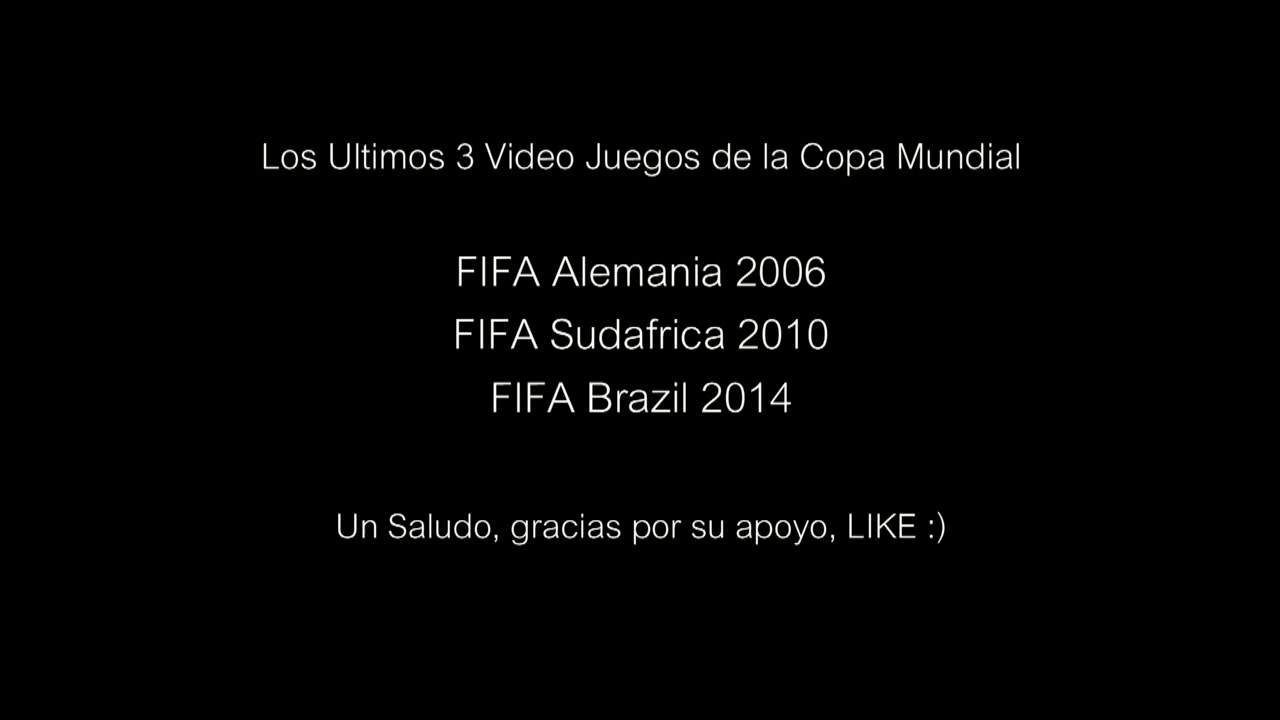 Los Ultimos 3 Video Juegos de la Copa Mundial
FIFA Alemania 2006
FIFA Sudafrica 2010
FIFA Brazil 2014
Un Saludo, gracias por su apoyo, LIKE :)